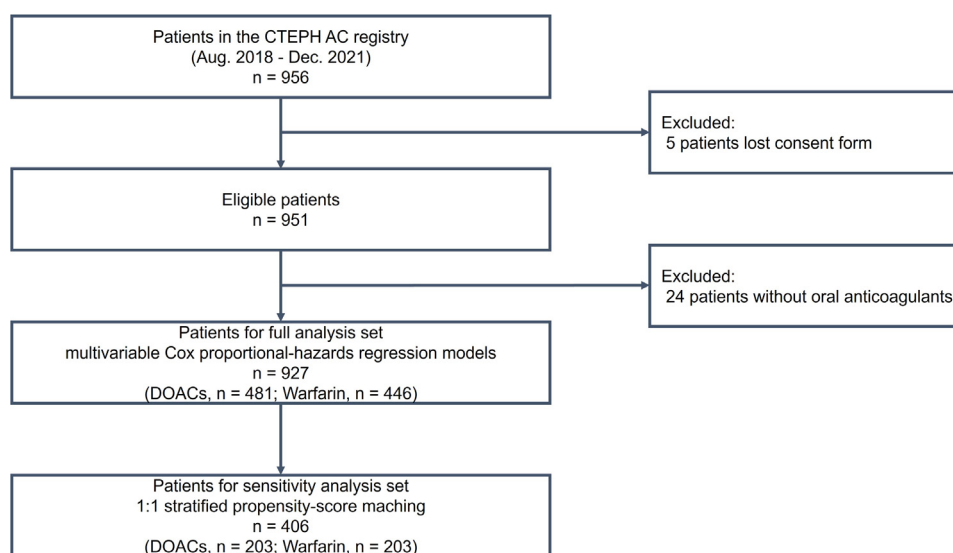 Patients in the CTEPH AC registry
(Aug. 2018 - Dec. 2021)
n = 956
Excluded:
5 patients lost consent form
Eligible patients
n = 951
Excluded:
24 patients without oral anticoagulants
Patients for full analysis set
multivariable Cox proportional-hazards regression models
n = 927
(DOACs, n = 481; Warfarin, n = 446)
Patients for sensitivity analysis set
1:1 stratified propensity-score maching
n = 406
(DOACs, n = 203; Warfarin, n = 203)